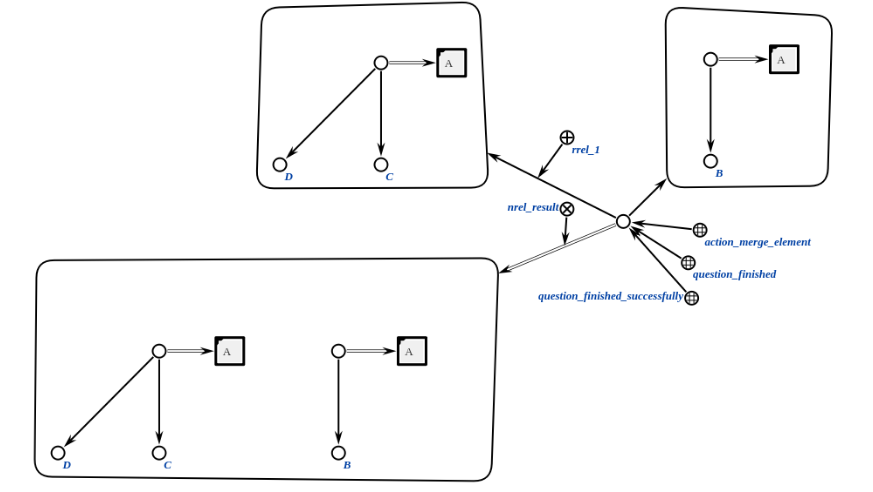 A
D
C
A
B
rrel_1
nrel_result
action_merge_element
question_finished
question_finished_successfully
A
D
C
A
B